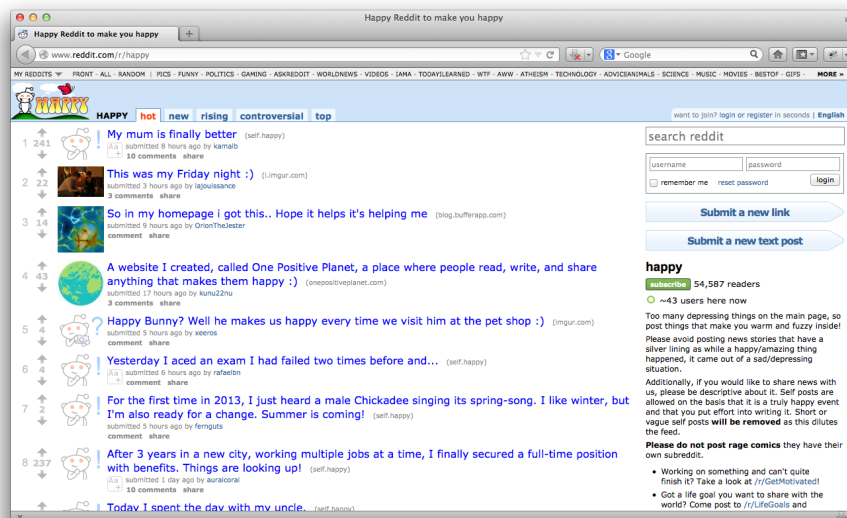 Happy Reddit to make you happy
Happy Reddit to make you happy
www.reddit.com/r/happy
Google
MY REDDITS FRONT - ALL - RANDOM | PICS - FUNNY - POLITICS - GAMING - ASKREDDIT - WORLDNEWS - VIDEOS - IAMA - TODAYILEARNED - WTF - AWW - ATHEISM - TECHNOLOGY - ADVICEANIMALS - SCIENCE - MUSIC - MOVIES - BESTOF - GIFS - MORE »
HAPPY
HAPPY hot new rising controversial top
want to join? login or register in seconds | English
1 241
My mum is finally better (self.happy)
Aa+ submitted 8 hours ago by kamalb
10 comments share
2 22
This was my Friday night :) (i.imgur.com)
submitted 3 hours ago by lajouissance
3 comments share
3 14
So in my homepage i got this.. Hope it helps it's helping me (blog.bufferapp.com)
submitted 9 hours ago by OrionTheJester
comment share
4 43
A website I created, called One Positive Planet, a place where people read, write, and share
anything that makes them happy :) (onepositiveplanet.com)
submitted 17 hours ago by kunu22nu
3 comments share
5 4
Happy Bunny? Well he makes us happy every time we visit him at the pet shop :) (imgur.com)
submitted 5 hours ago by xeeros
comment share
6 4
Yesterday I aced an exam I had failed two times before and... (self.happy)
Aa+ submitted 6 hours ago by rafaelbn
comment share
7 2
For the first time in 2013, I just heard a male Chickadee singing its spring-song. I like winter, but
I'm also ready for a change. Summer is coming! (self.happy)
submitted 5 hours ago by fernguts
comment share
8 237
After 3 years in a new city, working multiple jobs at a time, I finally secured a full-time position
with benefits. Things are looking up! (self.happy)
Aa+ submitted 1 day ago by auralcoral
10 comments share
Today I spent the day with my uncle. (self.happy)
search reddit
username password
remember me reset password login
Submit a new link
Submit a new text post
happy
subscribe 54,587 readers
~43 users here now
Too many depressing things on the main page, so
post things that make you warm and fuzzy inside!
Please avoid posting news stories that have a
silver lining as while a happy/amazing thing
happened, it came out of a sad/depressing
situation.
Additionally, if you would like to share news with
us, please be descriptive about it. Self posts are
allowed on the basis that it is a truly happy event
and that you put effort into writing it. Short or
vague self posts will be removed as this dilutes
the feed.
Please do not post rage comics they have their
own subreddit.
• Working on something and can't quite
finish it? Take a look at /r/GetMotivated!
• Got a life goal you want to share with the
world? Come post to /r/LifeGoals and